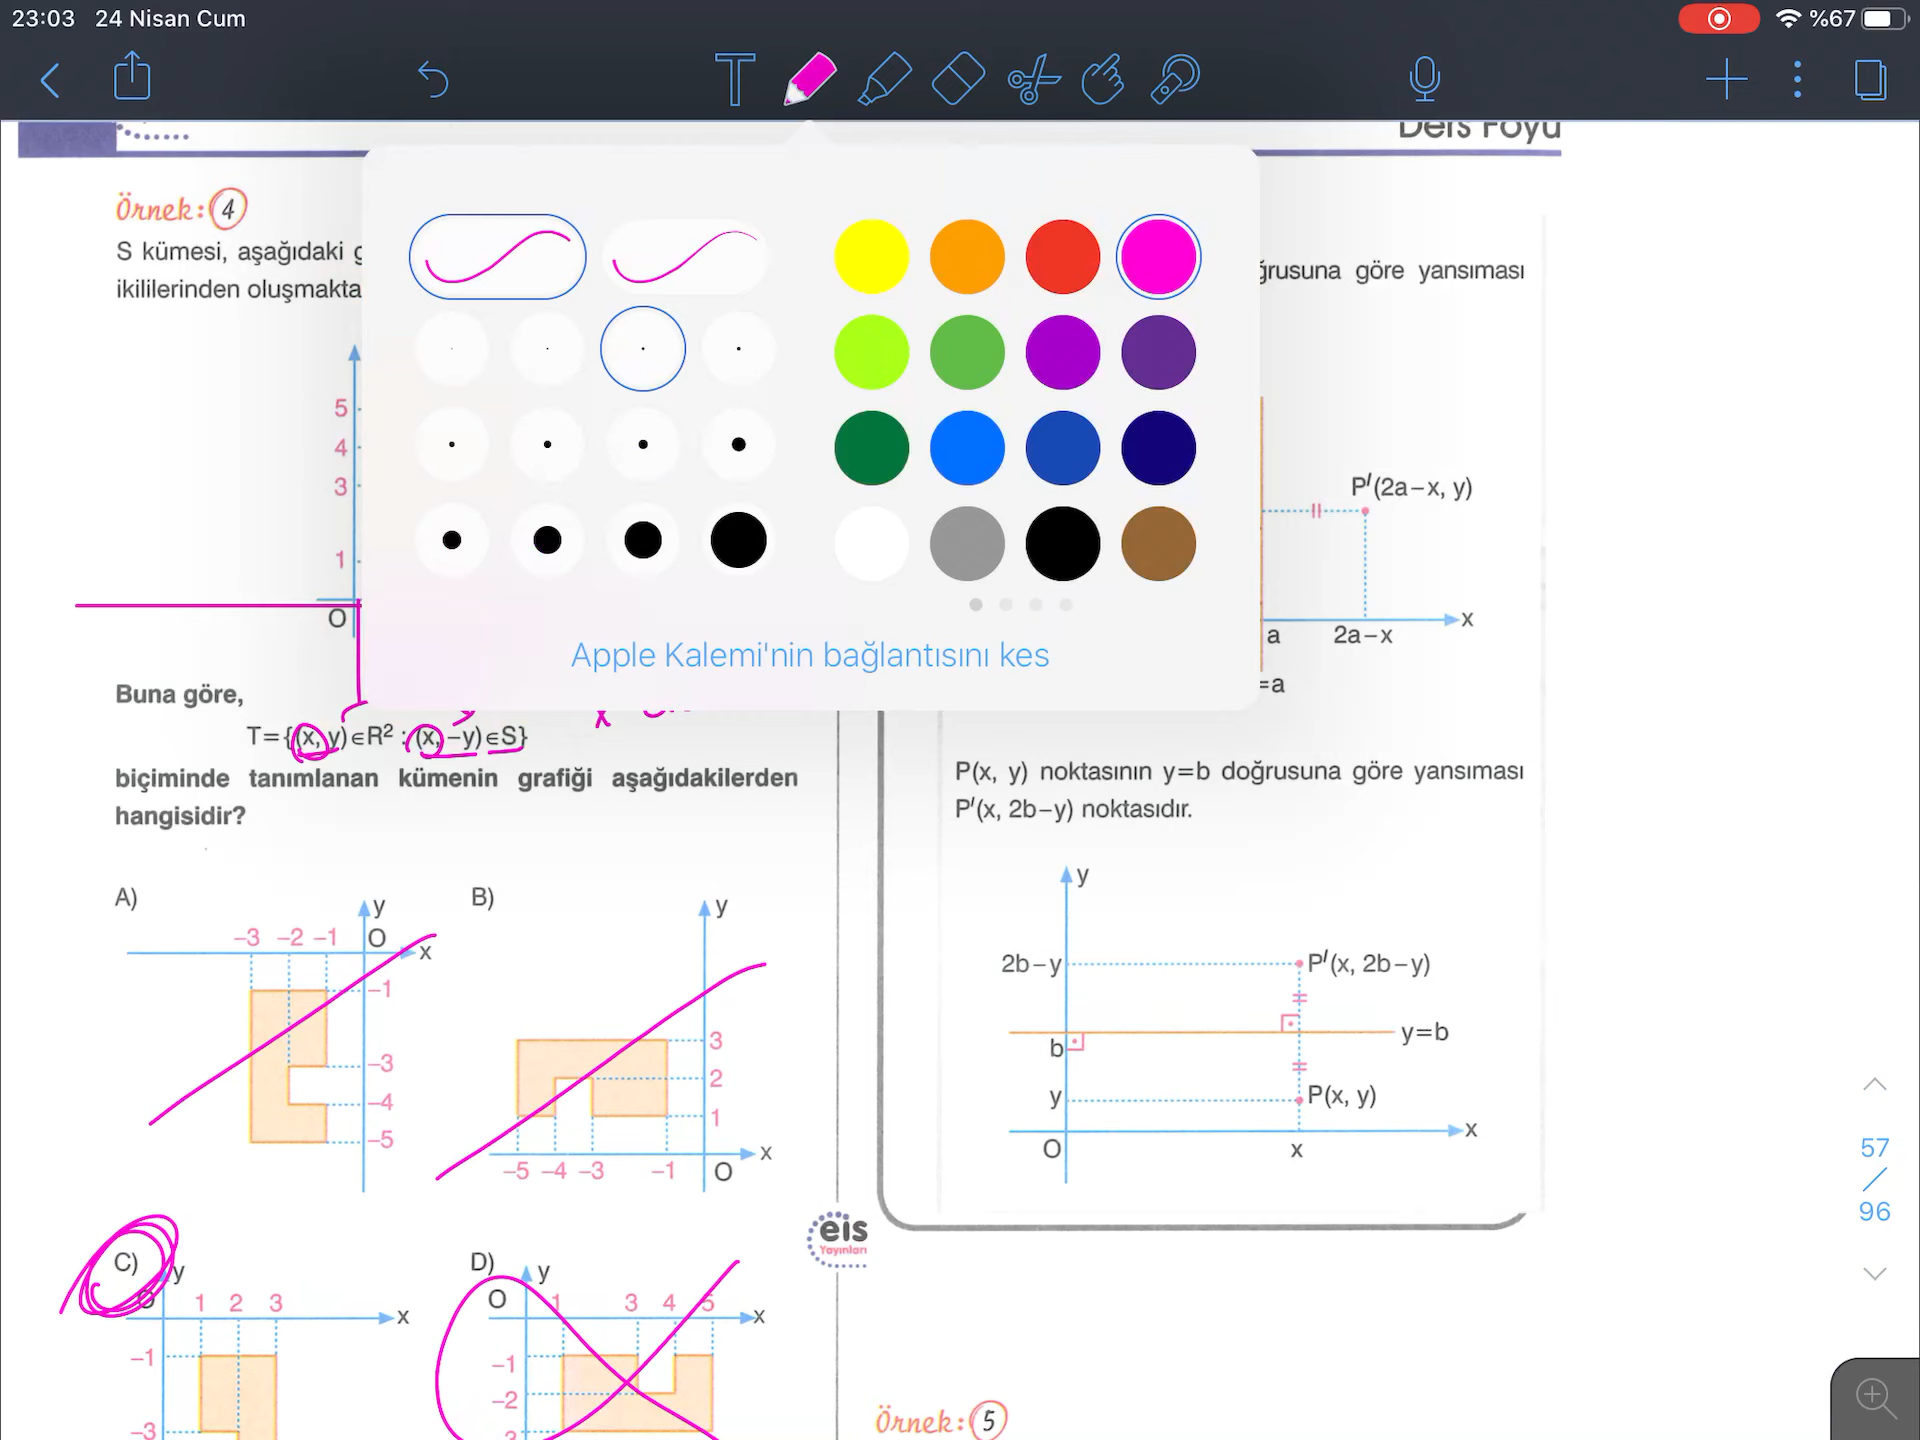 23:03 24 Nisan Cum
%67
Ders Föyü
Örnek: 4
S kümesi, aşağıdaki g
ikililerinden oluşmakta
5
4
3
1
O
Buna göre,
T={(x, y)∈R² : (x, −y)∈S}
biçiminde tanımlanan kümenin grafiği aşağıdakilerden
hangisidir?
A)
y
−3 −2 −1 O
x
−1
−3
−4
−5
B)
y
3
2
1
x
−5 −4 −3 −1 O
C)
y
O 1 2 3
x
−1
−3
D)
y
O 1 3 4 5
x
−1
−2
3
Apple Kalemi'nin bağlantısını kes
ğrusuna göre yansıması
P′(2a−x, y)
x
a 2a−x
=a
P(x, y) noktasının y=b doğrusuna göre yansıması
P′(x, 2b−y) noktasıdır.
y
2b−y
P′(x, 2b−y)
y=b
b
y
P(x, y)
x
O
x
eis
Yayınları
Örnek: 5
57
/
96